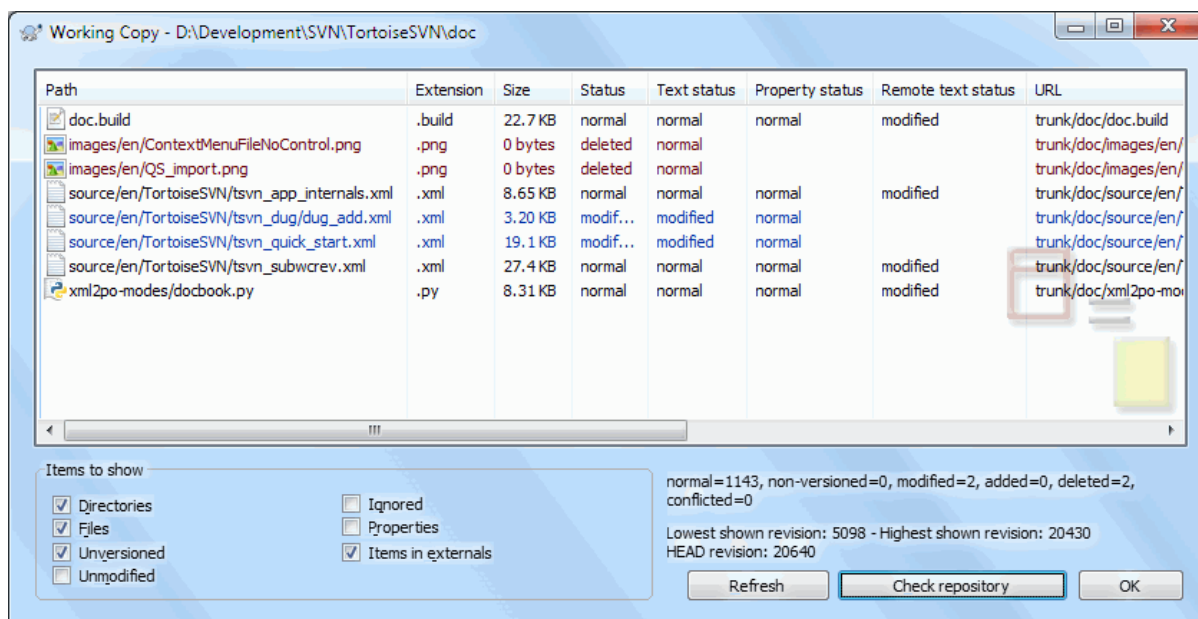 Working Copy - D:\Development\SVN\TortoiseSVN\doc
Path Extension Size Status Text status Property status Remote text status URL
doc.build .build 22.7 KB normal normal normal modified trunk/doc/doc.build
images/en/ContextMenuFileNoControl.png .png 0 bytes deleted normal trunk/doc/images/en/
images/en/QS_import.png .png 0 bytes deleted normal trunk/doc/images/en/
source/en/TortoiseSVN/tsvn_app_internals.xml .xml 8.65 KB normal normal normal modified trunk/doc/source/en/
source/en/TortoiseSVN/tsvn_dug/dug_add.xml .xml 3.20 KB modif... modified normal trunk/doc/source/en/
source/en/TortoiseSVN/tsvn_quick_start.xml .xml 19.1 KB modif... modified normal trunk/doc/source/en/
source/en/TortoiseSVN/tsvn_subwcrev.xml .xml 27.4 KB normal normal normal modified trunk/doc/source/en/
xml2po-modes/docbook.py .py 8.31 KB normal normal normal modified trunk/doc/xml2po-mo
Items to show
Directories Ignored
Files Properties
Unversioned Items in externals
Unmodified
normal=1143, non-versioned=0, modified=2, added=0, deleted=2,
conflicted=0
Lowest shown revision: 5098 - Highest shown revision: 20430
HEAD revision: 20640
Refresh Check repository OK